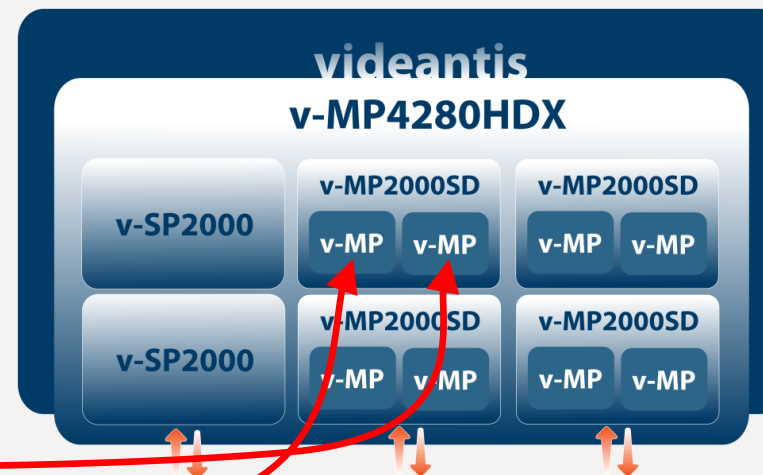 videantis
v-MP4280HDX
v-SP2000
v-MP2000SD
v-MP v-MP
v-MP2000SD
v-MP v-MP
v-SP2000
v-MP2000SD
v-MP v-MP
v-MP2000SD
v-MP v-MP